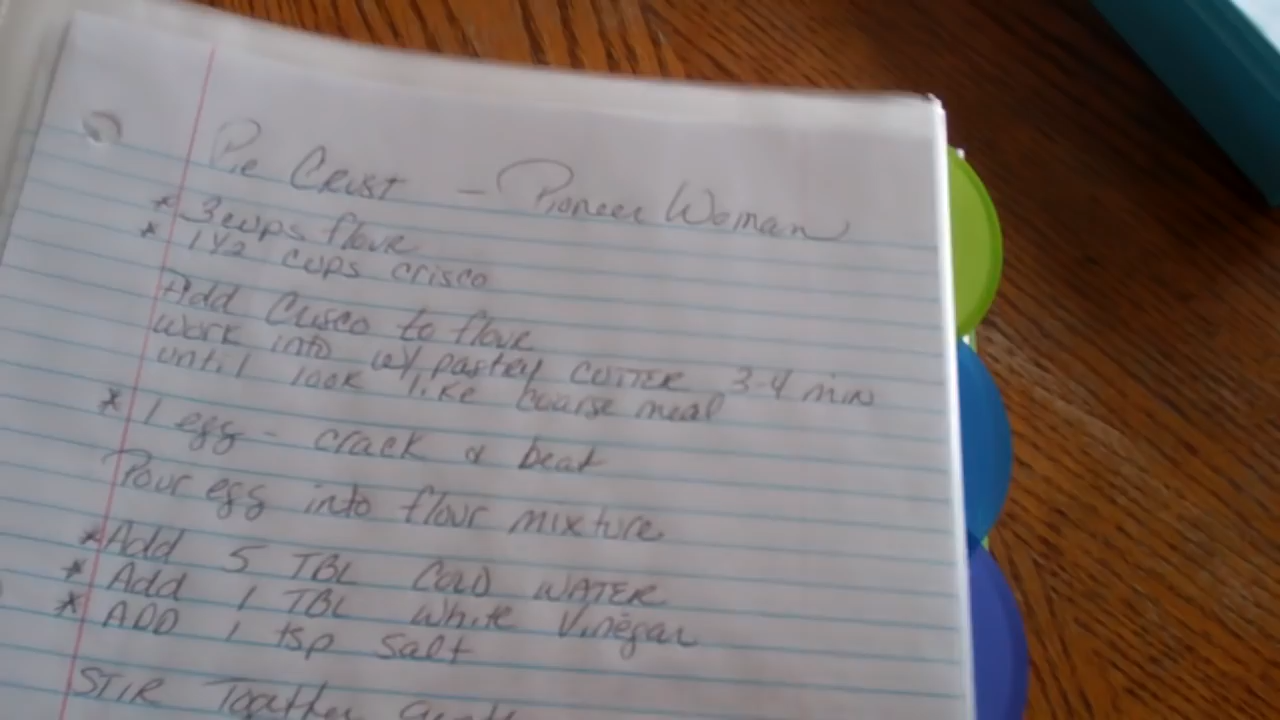 Pie Crust - Pioneer Woman
* 3 cups flour
* 1 1/2 cups crisco
Add Crisco to flour
work into w/ pastry cutter 3-4 min
until look like coarse meal
* 1 egg - crack & beat
Pour egg into flour mixture
* Add 5 TBL COLD WATER
* Add 1 TBL White Vinegar
* ADD 1 tsp Salt
STIR Together